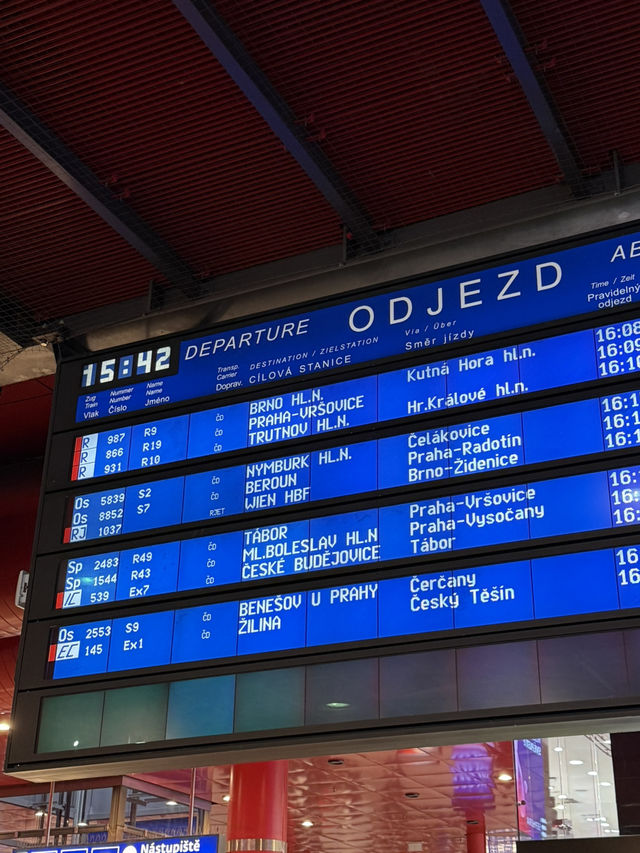 15:42 DEPARTURE ODJEZD
Zug Nummer Name Transp. DESTINATION / ZIELSTATION Via / Über Time / Zeit
Train Number Name Carrier Pravidelný
Vlak Číslo Jméno Doprav. CÍLOVÁ STANICE Směr jízdy odjezd
R 987 R9 ČD BRNO HL.N. Kutná Hora hl.n. 16:08
R 866 R19 PRAHA-VRŠOVICE 16:09
R 931 R10 ČD TRUTNOV HL.N. Hr.Králové hl.n. 16:10
Os 5839 S2 ČD NYMBURK HL.N. Čelákovice
Os 8852 S7 ČD BEROUN Praha-Radotín
RJ 1037 RJET WIEN HBF Brno-Židenice
Sp 2483 R49 ČD TÁBOR Praha-Vršovice
Sp 1544 R43 ČD ML.BOLESLAV HL.N Praha-Vysočany
539 Ex7 ČD ČESKÉ BUDĚJOVICE Tábor
Os 2553 S9 ČD BENEŠOV U PRAHY Čerčany
EC 145 Ex1 ČD ŽILINA Český Těšín
Nástupiště